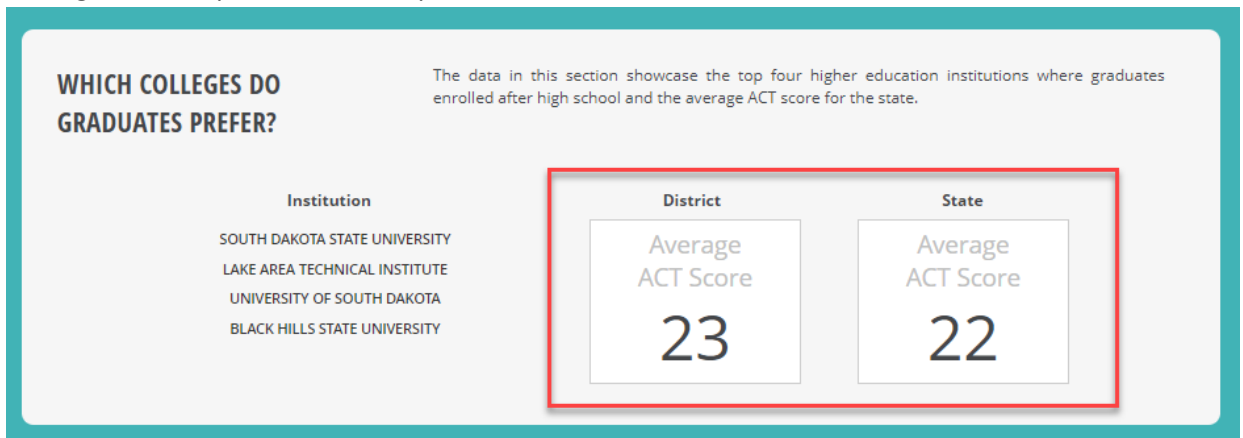 WHICH COLLEGES DO
GRADUATES PREFER?
The data in this section showcase the top four higher education institutions where graduates
enrolled after high school and the average ACT score for the state.
Institution
SOUTH DAKOTA STATE UNIVERSITY
LAKE AREA TECHNICAL INSTITUTE
UNIVERSITY OF SOUTH DAKOTA
BLACK HILLS STATE UNIVERSITY
District
Average
ACT Score
23
State
Average
ACT Score
22